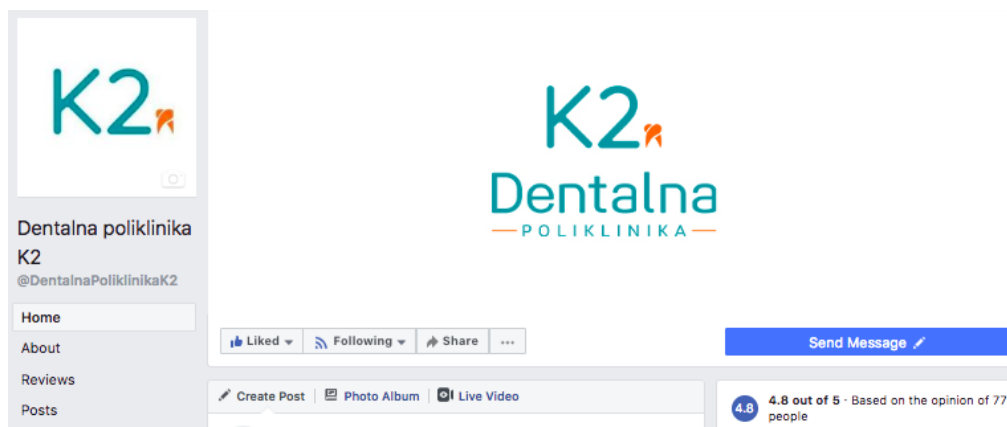 K2
Dentalna poliklinika
K2
@DentalnaPoliklinikaK2
Home
About
Reviews
Posts
K2
Dentalna
POLIKLINIKA
Liked Following Share ...
Send Message
Create Post Photo Album Live Video
4.8 4.8 out of 5 · Based on the opinion of 77
people